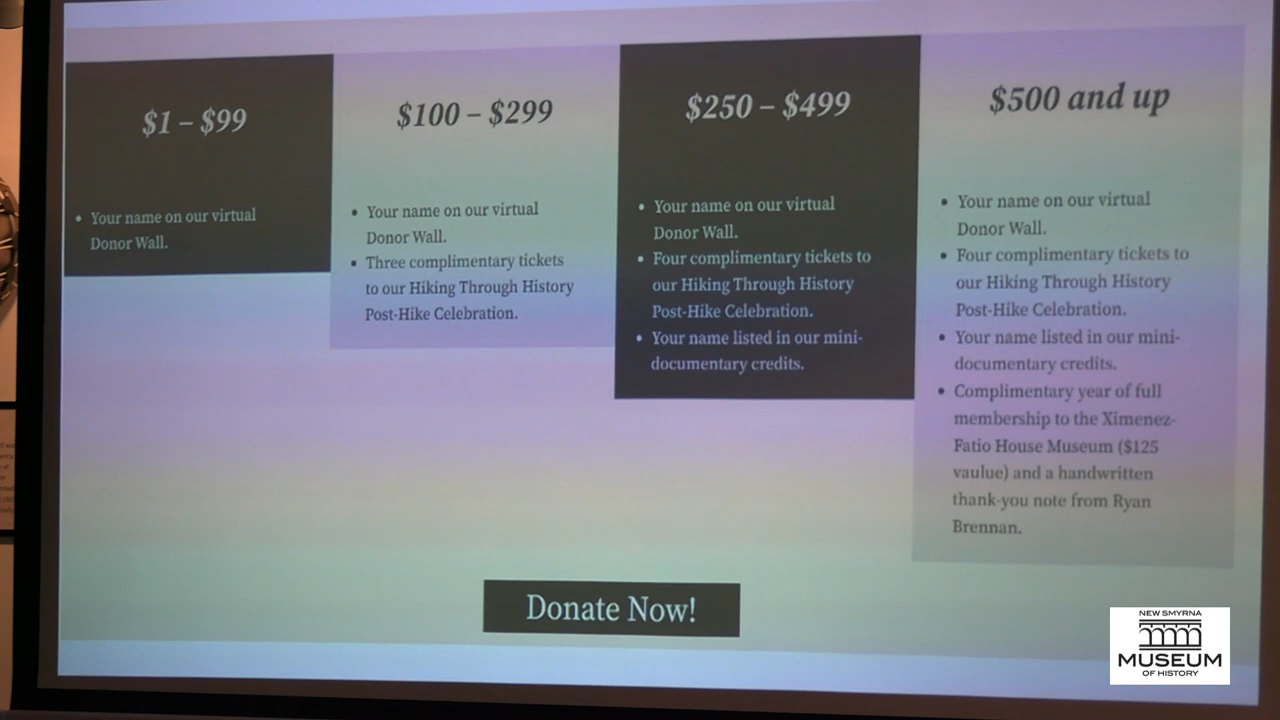 $1 – $99
• Your name on our virtual
Donor Wall.
$100 – $299
• Your name on our virtual
Donor Wall.
• Three complimentary tickets
to our Hiking Through History
Post-Hike Celebration.
$250 – $499
• Your name on our virtual
Donor Wall.
• Four complimentary tickets to
our Hiking Through History
Post-Hike Celebration.
• Your name listed in our mini-
documentary credits.
$500 and up
• Your name on our virtual
Donor Wall.
• Four complimentary tickets to
our Hiking Through History
Post-Hike Celebration.
• Your name listed in our mini-
documentary credits.
• Complimentary year of full
membership to the Ximenez-
Fatio House Museum ($125
vaulue) and a handwritten
thank-you note from Ryan
Brennan.
Donate Now!
NEW SMYRNA
MUSEUM
OF HISTORY